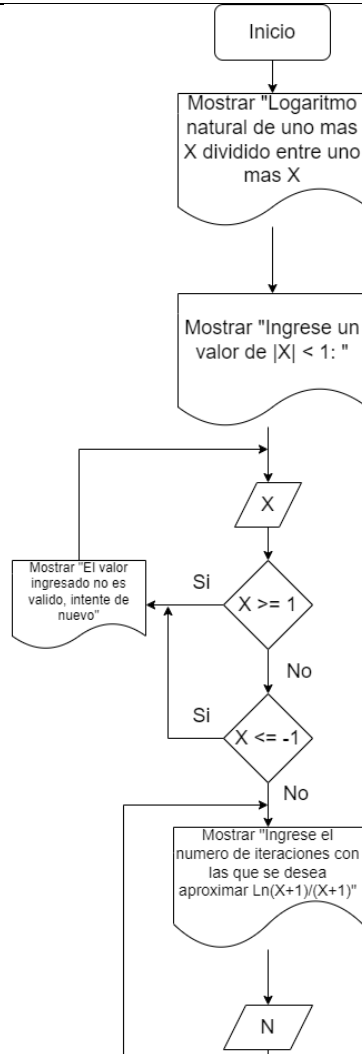 Inicio
Mostrar "Logaritmo
natural de uno mas
X dividido entre uno
mas X
Mostrar "Ingrese un
valor de |X| < 1: "
X
Mostrar "El valor
ingresado no es
valido, intente de
nuevo"
Si
X >= 1
No
Si
X <= -1
No
Mostrar "Ingrese el
numero de iteraciones con
las que se desea
aproximar Ln(X+1)/(X+1)"
N